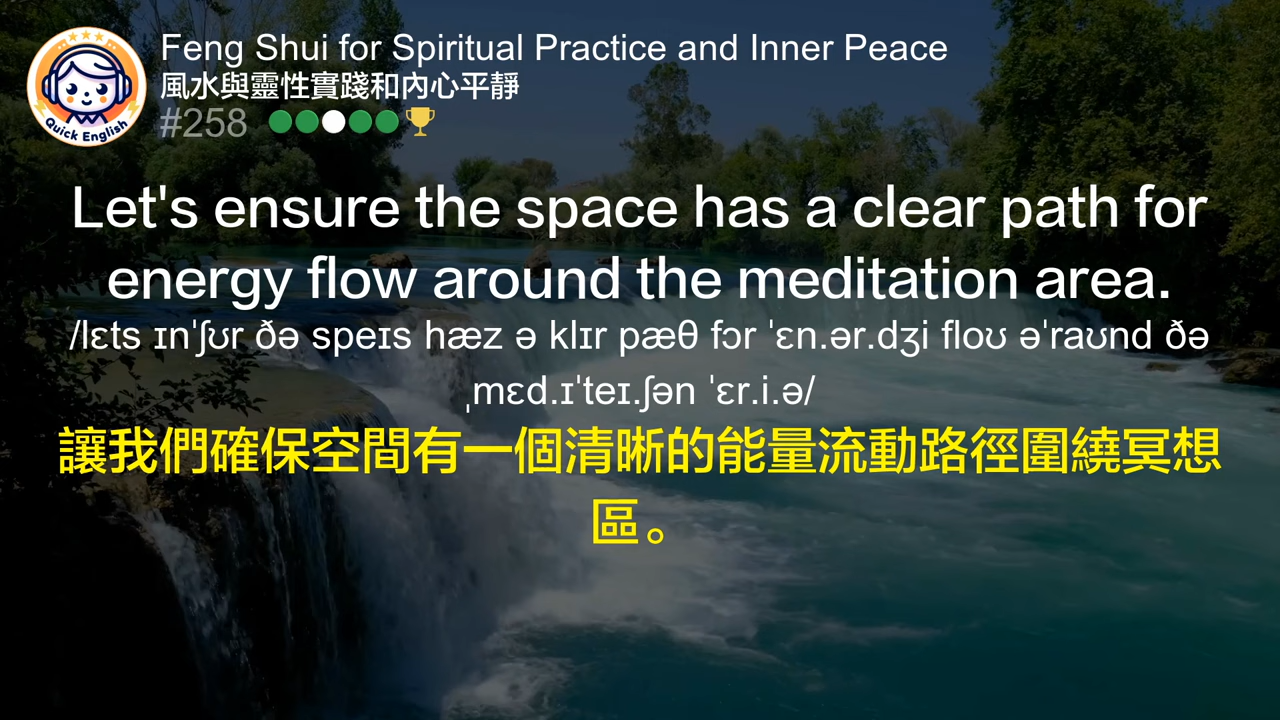 Quick English
Feng Shui for Spiritual Practice and Inner Peace
風水與靈性實踐和內心平靜
#258
Let's ensure the space has a clear path for
energy flow around the meditation area.
/lɛts ɪnˈʃʊr ðə speɪs hæz ə klɪr pæθ fɔr ˈɛn.ər.dʒi floʊ əˈraʊnd ðə
ˌmɛd.ɪˈteɪ.ʃən ˈɛr.i.ə/
讓我們確保空間有一個清晰的能量流動路徑圍繞冥想
區。